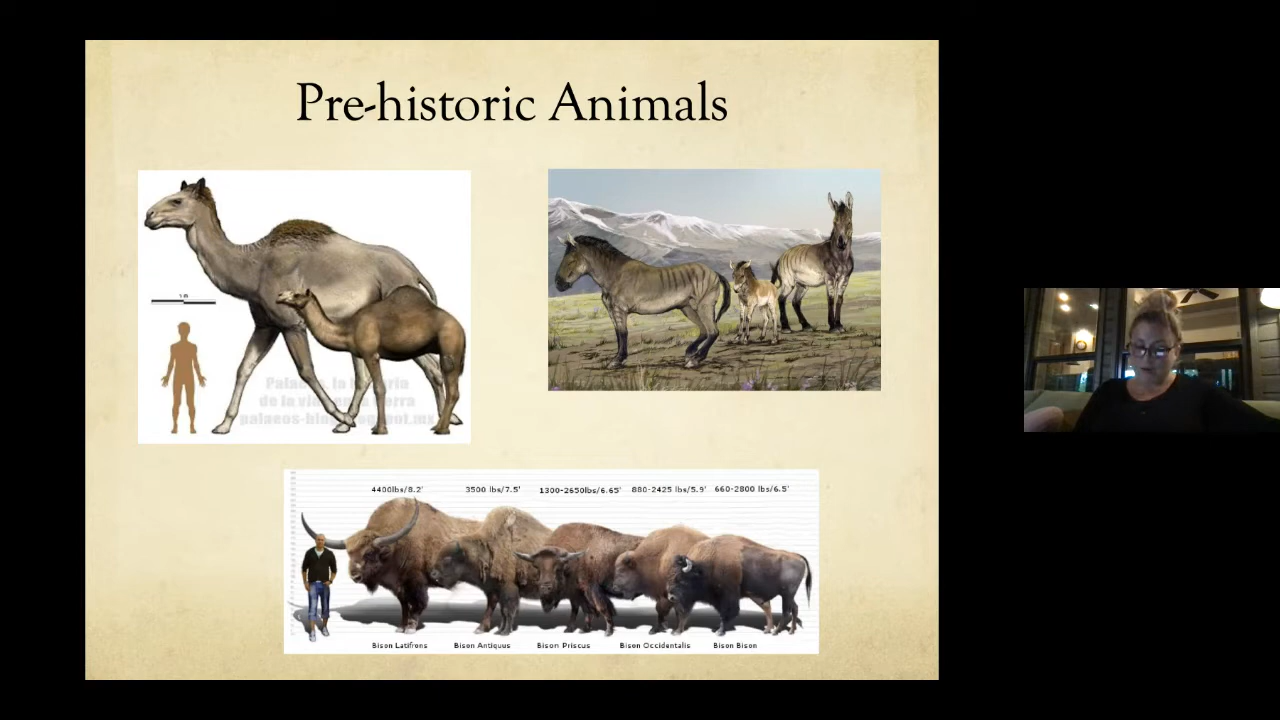 Pre-historic Animals
Palaeos, la historia
de la vida en la Tierra
palaeos-blog.blogspot.mx
4400lbs/8.2' 3500 lbs/7.5' 1300-2650lbs/6.65' 880-2425 lbs/5.9' 660-2800 lbs/6.5'
Bison Latifrons Bison Antiquus Bison Priscus Bison Occidentalis Bison Bison